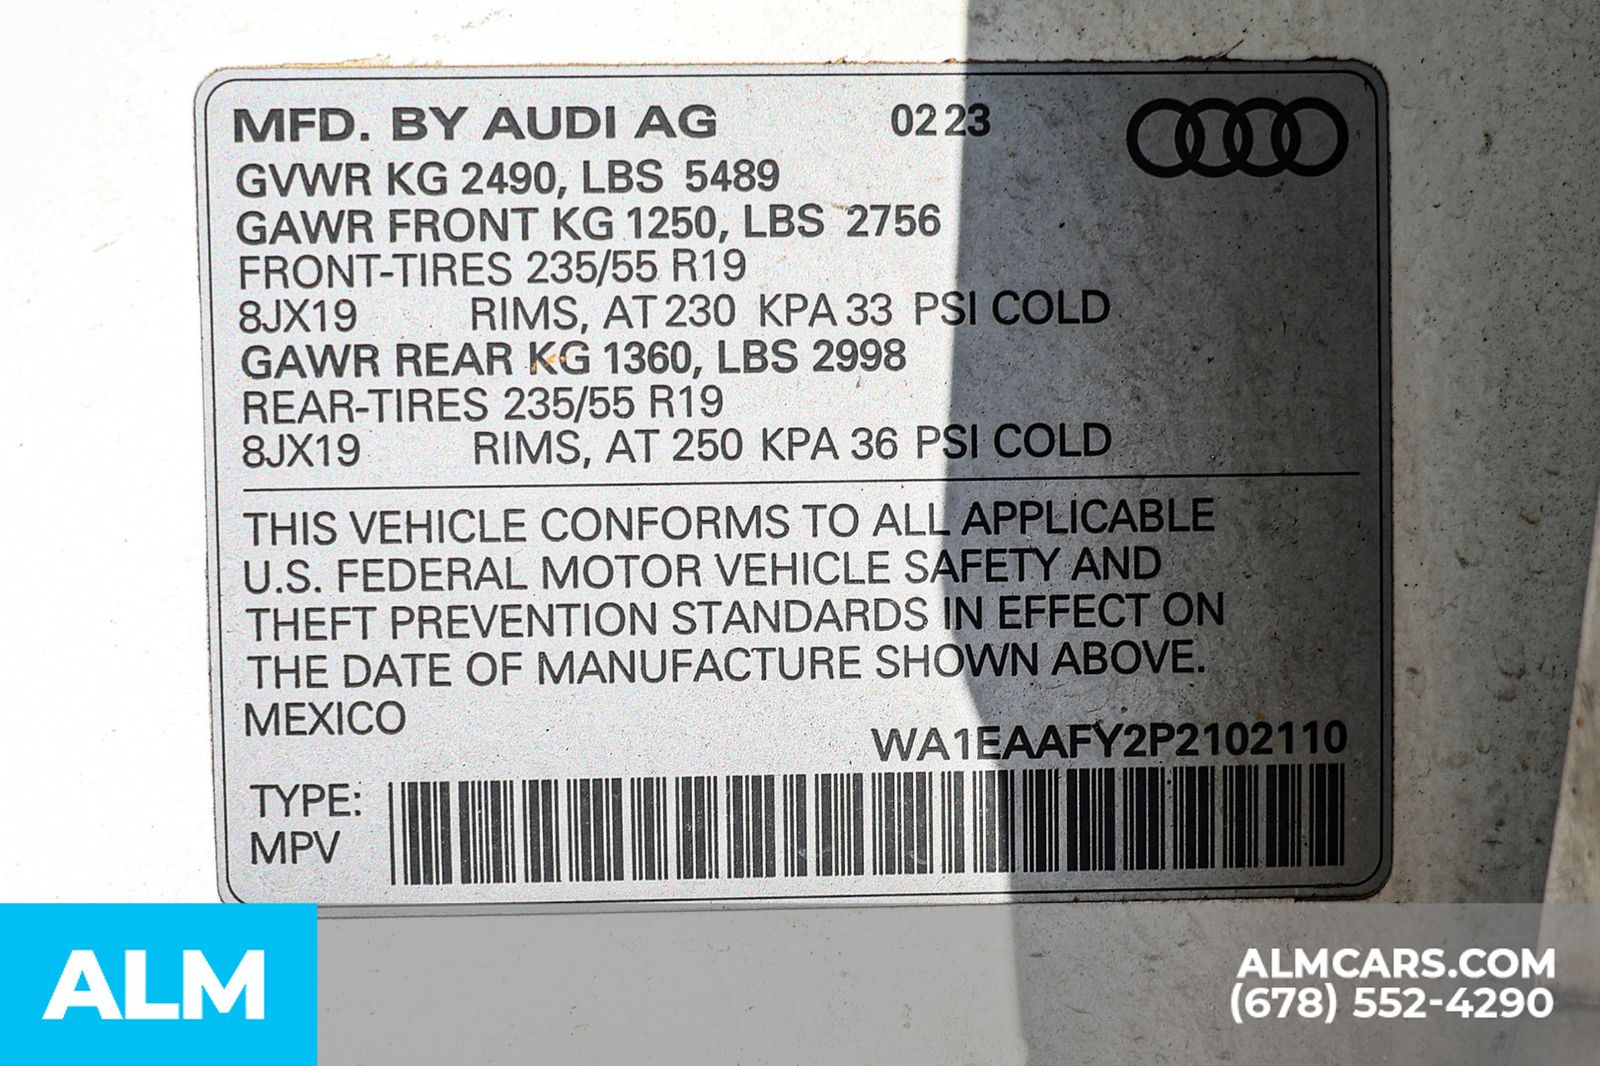 MFD. BY AUDI AG 02 23
GVWR KG 2490, LBS 5489
GAWR FRONT KG 1250, LBS 2756
FRONT-TIRES 235/55 R19
8JX19 RIMS, AT 230 KPA 33 PSI COLD
GAWR REAR KG 1360, LBS 2998
REAR-TIRES 235/55 R19
8JX19 RIMS, AT 250 KPA 36 PSI COLD
THIS VEHICLE CONFORMS TO ALL APPLICABLE
U.S. FEDERAL MOTOR VEHICLE SAFETY AND
THEFT PREVENTION STANDARDS IN EFFECT ON
THE DATE OF MANUFACTURE SHOWN ABOVE.
MEXICO
WA1EAAFY2P2102110
TYPE:
MPV
ALM
ALMCARS.COM
(678) 552-4290